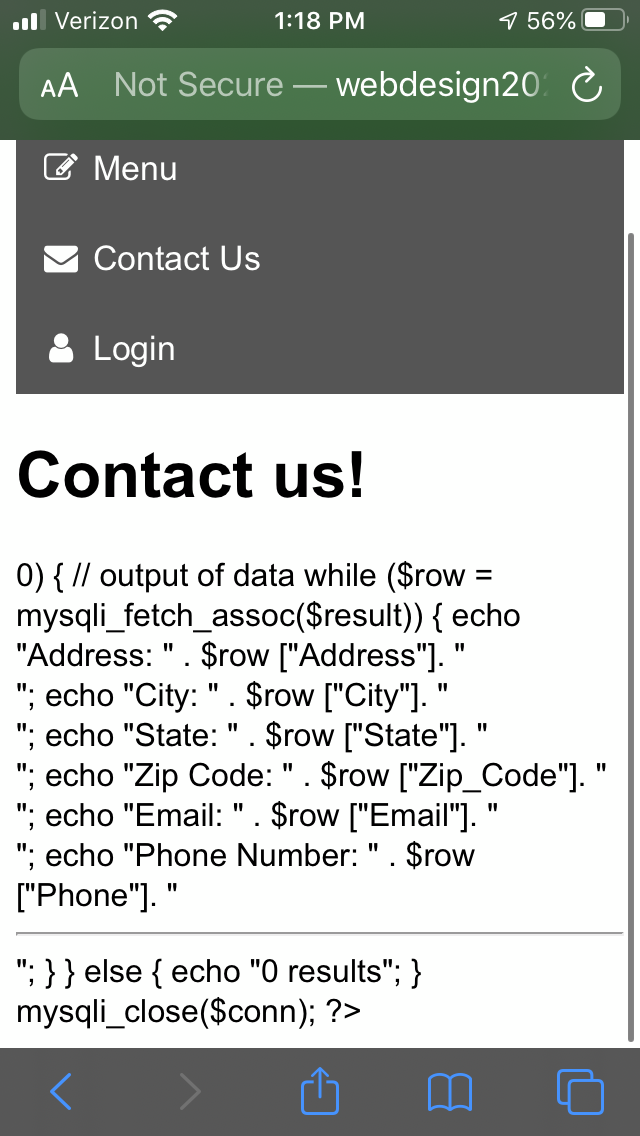 Verizon 1:18 PM 56%
AA Not Secure — webdesign20
Menu
Contact Us
Login
Contact us!
0) { // output of data while ($row =
mysqli_fetch_assoc($result)) { echo
"Address: " . $row ["Address"]. "
"; echo "City: " . $row ["City"]. "
"; echo "State: " . $row ["State"]. "
"; echo "Zip Code: " . $row ["Zip_Code"]. "
"; echo "Email: " . $row ["Email"]. "
"; echo "Phone Number: " . $row
["Phone"]. "
"; } } else { echo "0 results"; }
mysqli_close($conn); ?>